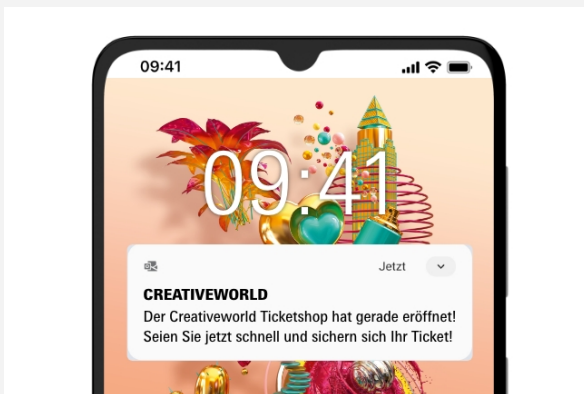 09:41
09:41
Jetzt
CREATIVEWORLD
Der Creativeworld Ticketshop hat gerade eröffnet!
Seien Sie jetzt schnell und sichern sich Ihr Ticket!